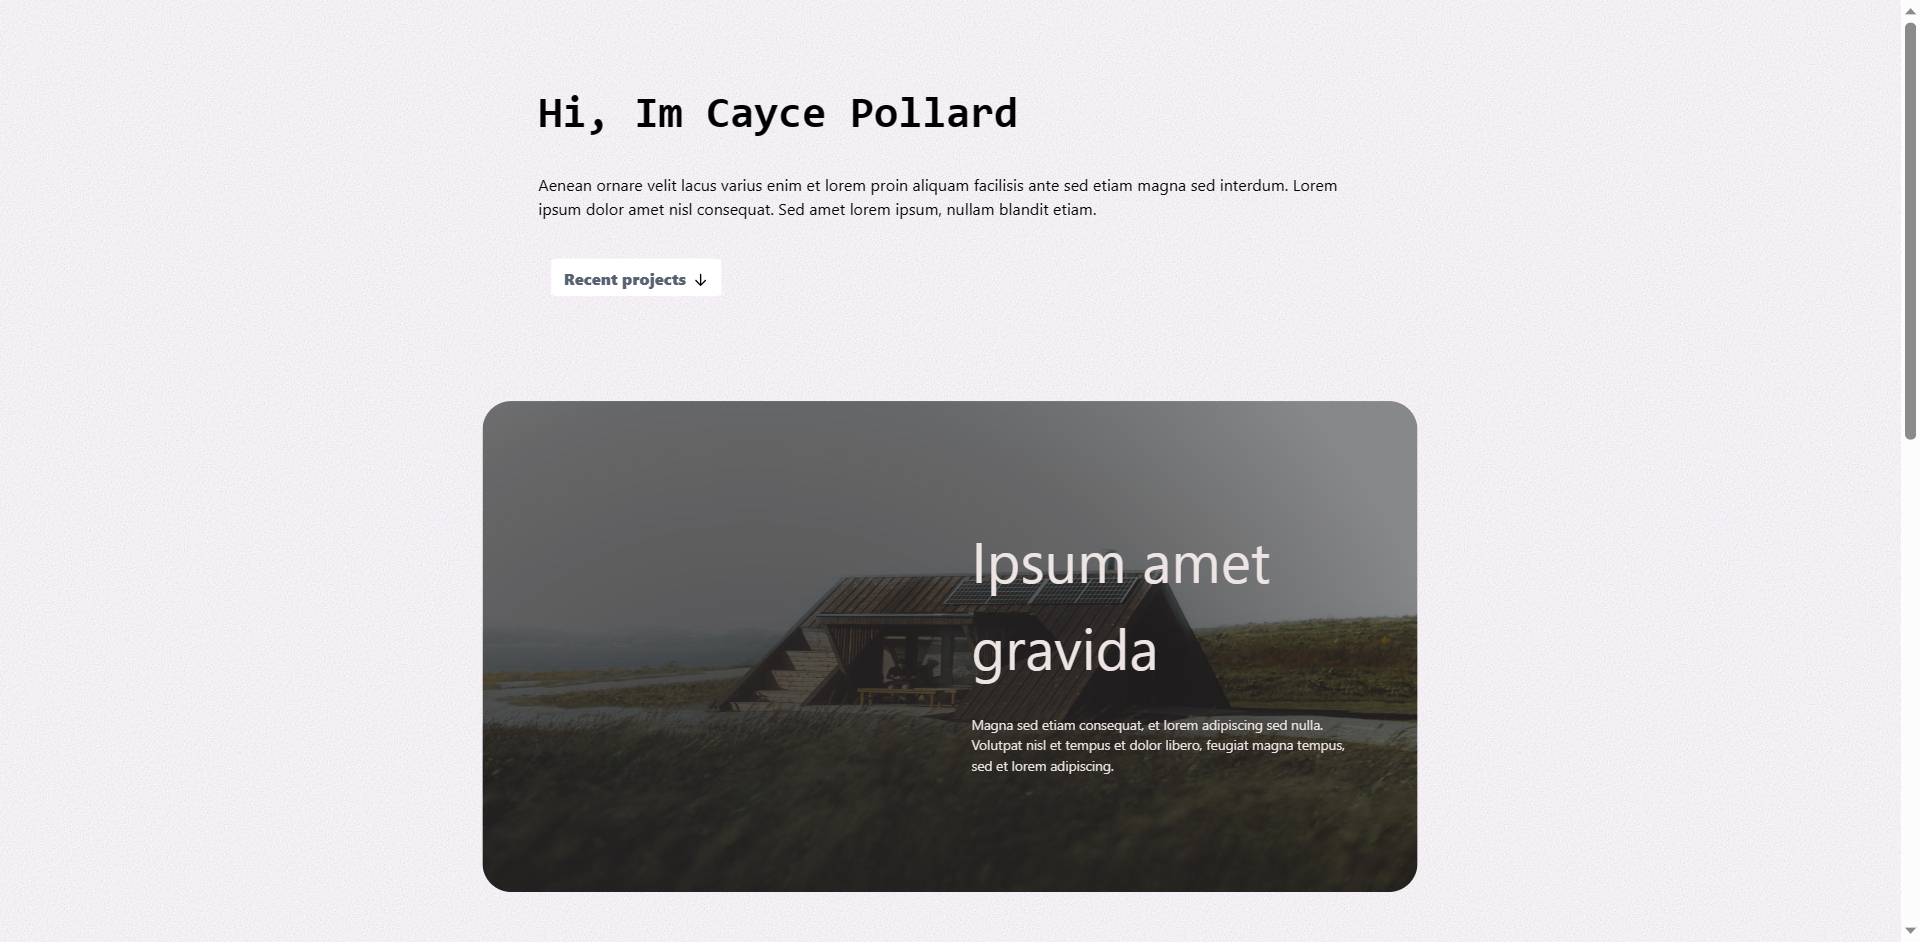 Hi, Im Cayce Pollard
Aenean ornare velit lacus varius enim et lorem proin aliquam facilisis ante sed etiam magna sed interdum. Lorem
ipsum dolor amet nisl consequat. Sed amet lorem ipsum, nullam blandit etiam.
Recent projects ↓
Ipsum amet
gravida
Magna sed etiam consequat, et lorem adipiscing sed nulla.
Volutpat nisl et tempus et dolor libero, feugiat magna tempus,
sed et lorem adipiscing.